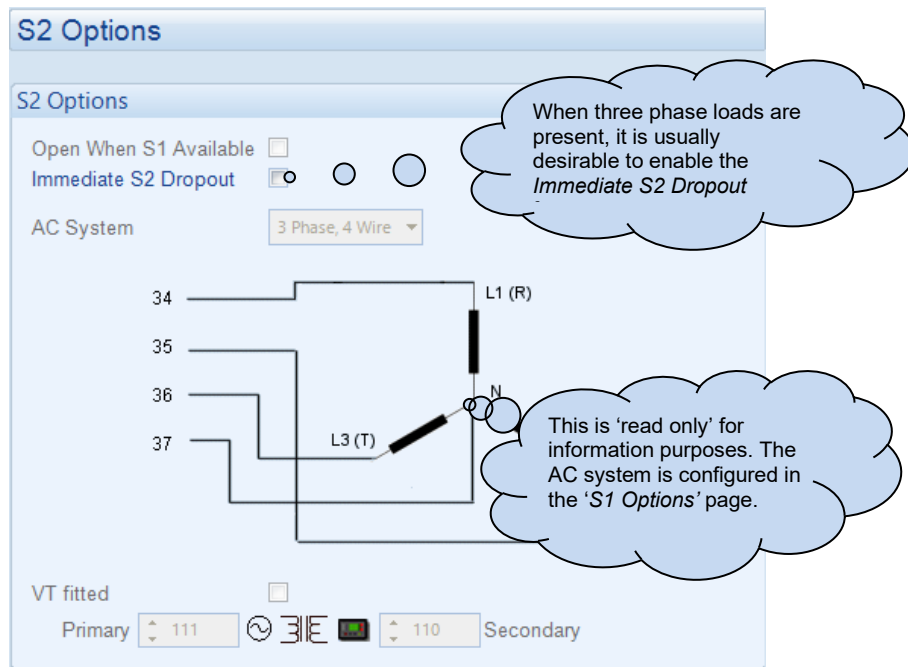 S2 Options
S2 Options
Open When S1 Available
Immediate S2 Dropout
AC System
3 Phase, 4 Wire
When three phase loads are
present, it is usually
desirable to enable the
Immediate S2 Dropout
34
35
36
37
L1 (R)
N
L3 (T)
This is ‘read only’ for
information purposes. The
AC system is configured in
the ‘S1 Options’ page.
VT fitted
Primary 111 110 Secondary